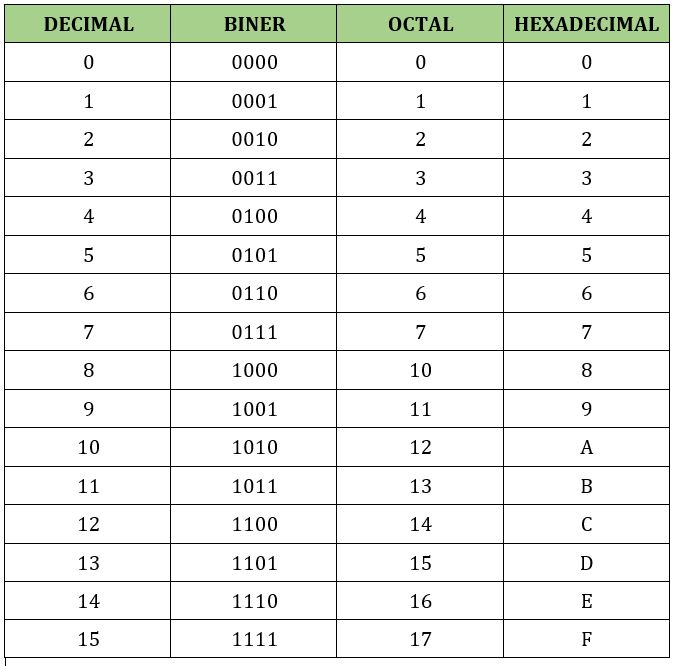 DECIMAL BINER OCTAL HEXADECIMAL
0 0000 0 0
1 0001 1 1
2 0010 2 2
3 0011 3 3
4 0100 4 4
5 0101 5 5
6 0110 6 6
7 0111 7 7
8 1000 10 8
9 1001 11 9
10 1010 12 A
11 1011 13 B
12 1100 14 C
13 1101 15 D
14 1110 16 E
15 1111 17 F